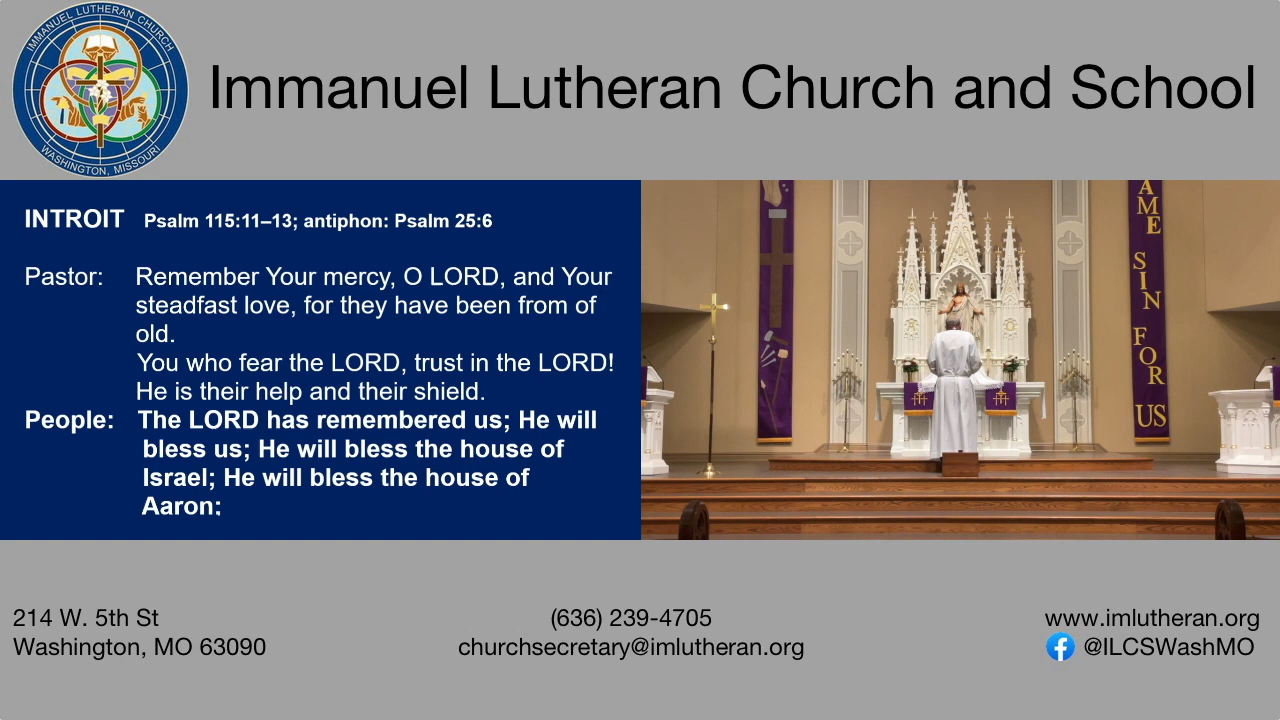 IMMANUEL LUTHERAN CHURCH
WASHINGTON, MISSOURI
Immanuel Lutheran Church and School
INTROIT Psalm 115:11–13; antiphon: Psalm 25:6
Pastor: Remember Your mercy, O LORD, and Your
steadfast love, for they have been from of
old.
You who fear the LORD, trust in the LORD!
He is their help and their shield.
People: The LORD has remembered us; He will
bless us; He will bless the house of
Israel; He will bless the house of
Aaron;
AME
SIN
FOR
US
214 W. 5th St
Washington, MO 63090
(636) 239-4705
churchsecretary@imlutheran.org
www.imlutheran.org
@ILCSWashMO